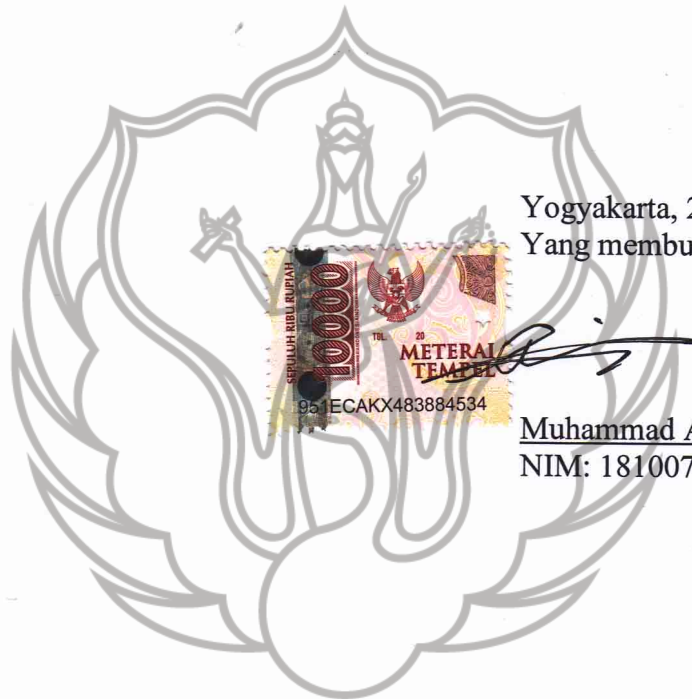 Yogyakarta, 2
Yang membu
SEPULUH RIBU RUPIAH
10000
TGL. 20
METERAI
TEMPEL
951ECAKX483884534
Muhammad A
NIM: 181007